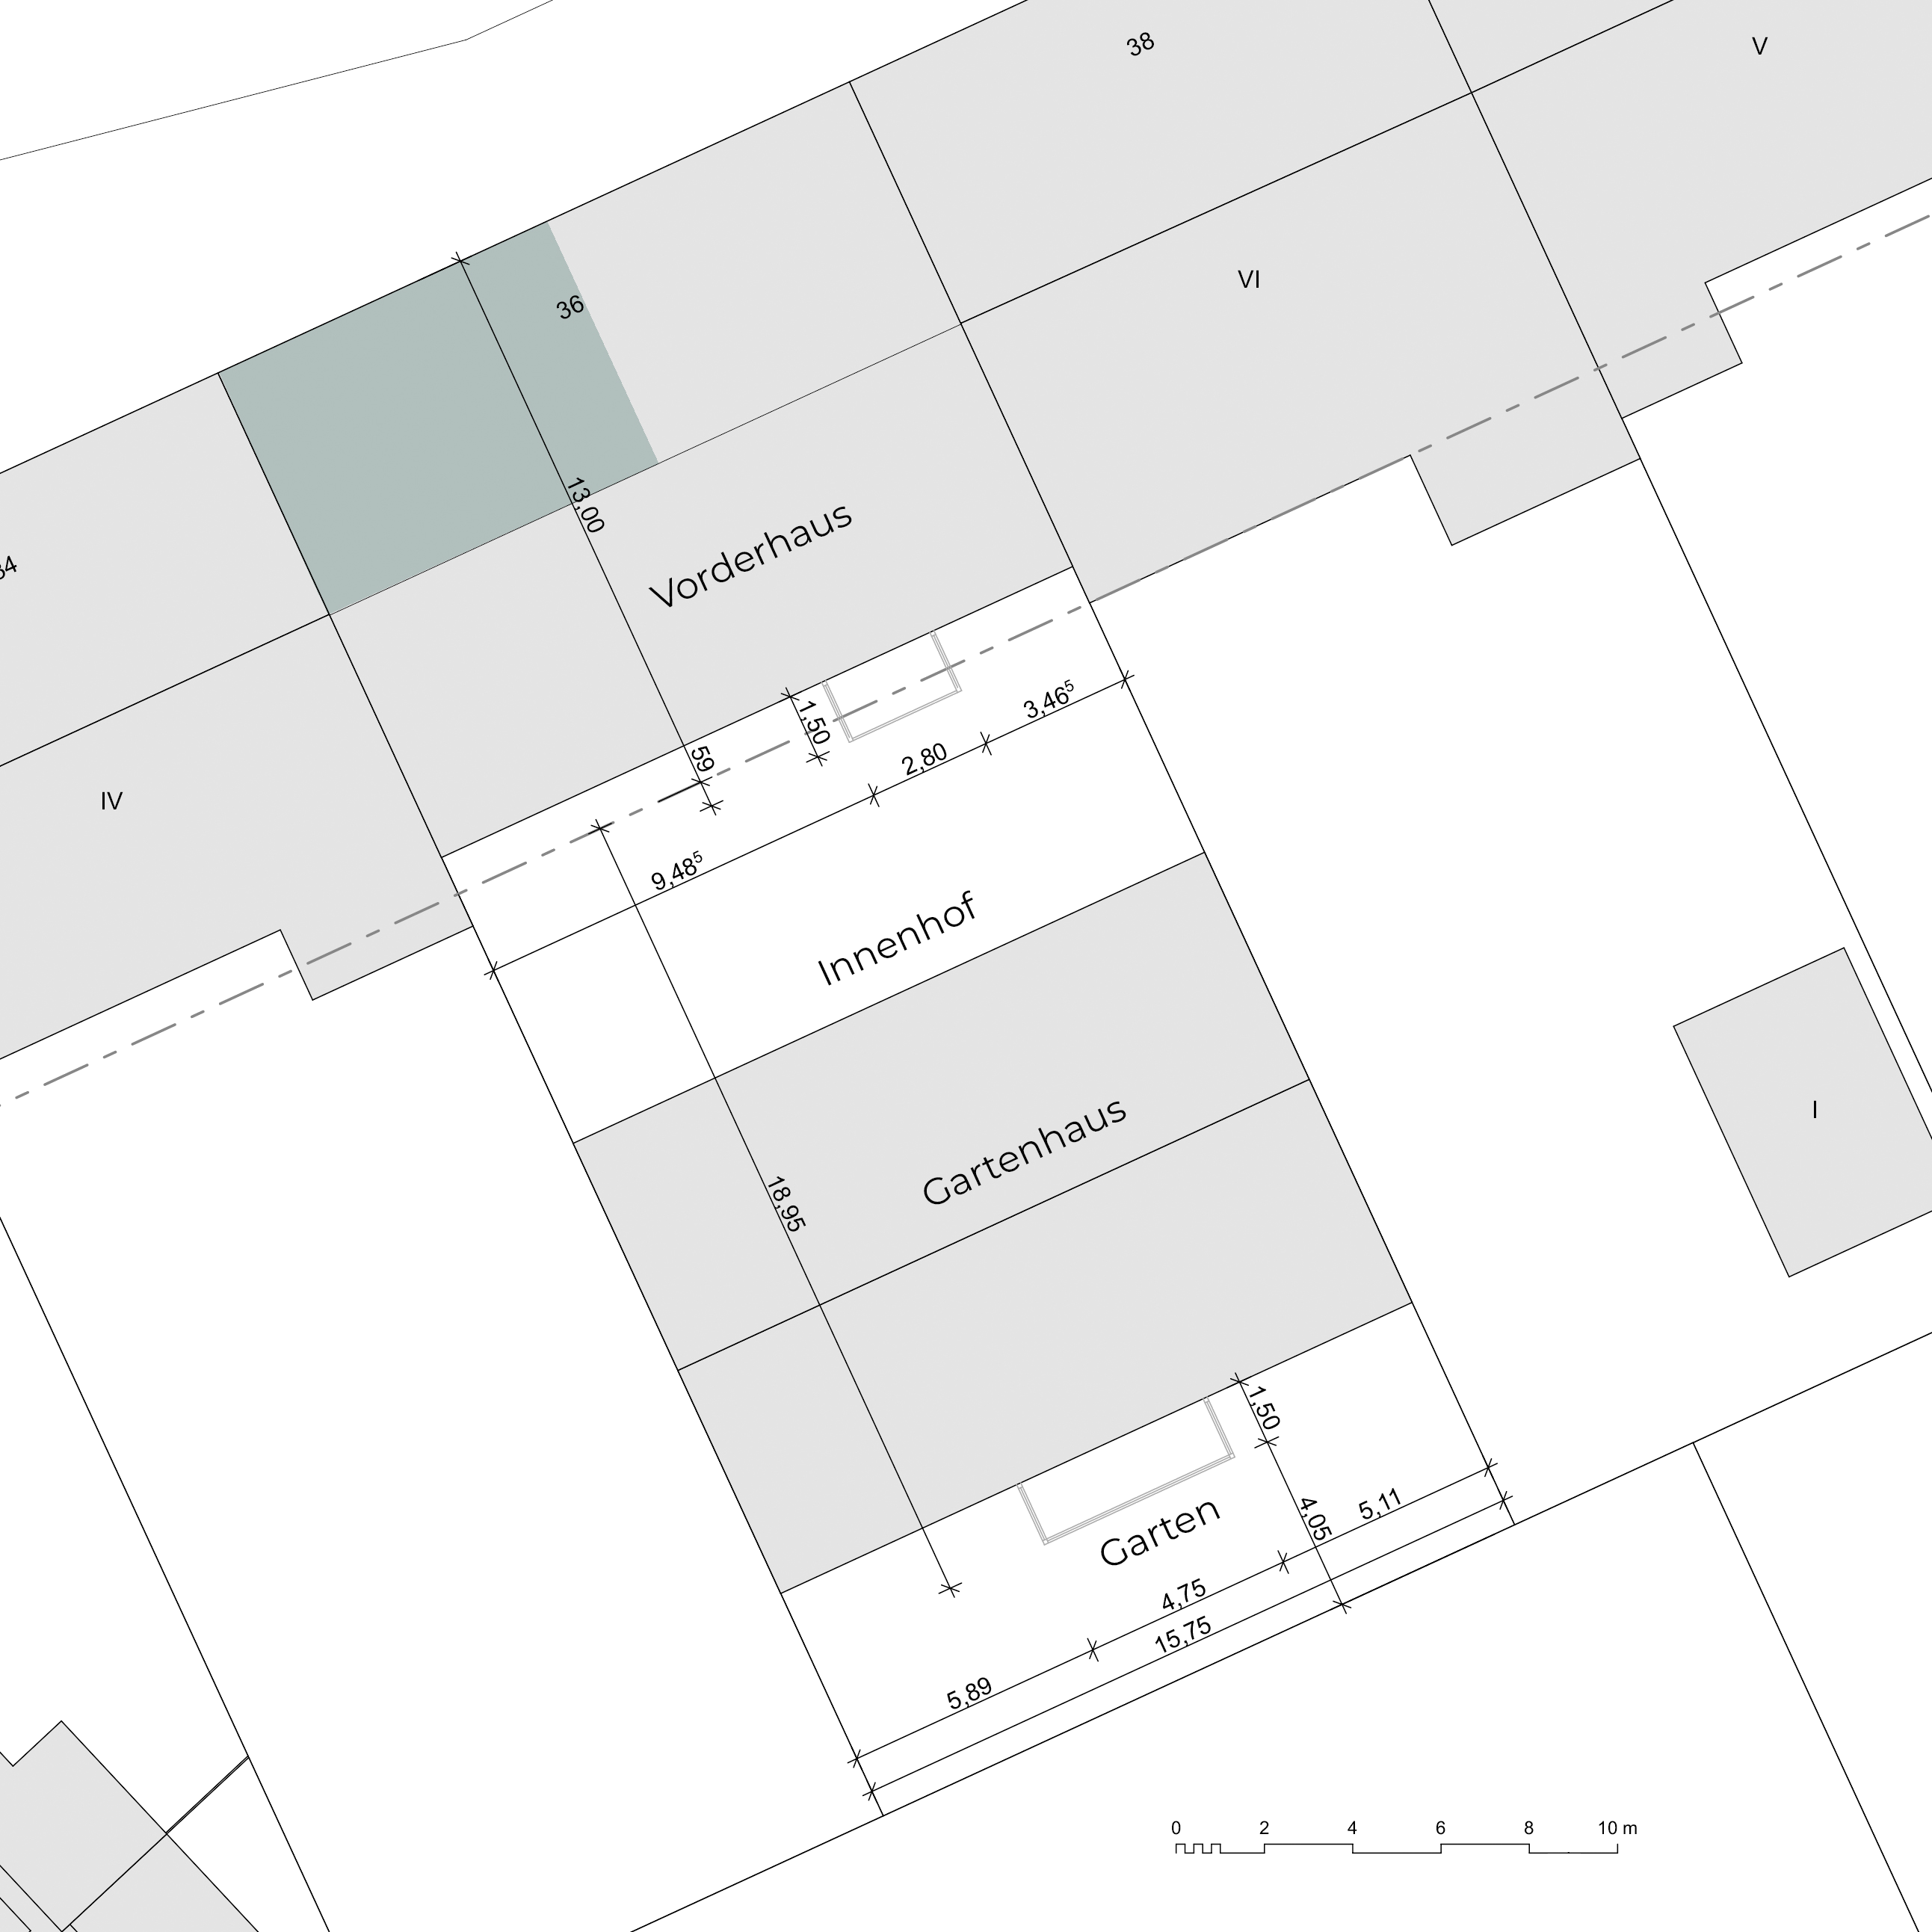 38
V
36
VI
13,00
Vorderhaus
34
59
1,50
3,46⁵
2,80
IV
9,48⁵
Innenhof
Gartenhaus
I
18,95
1,50
4,05
5,11
Garten
4,75
15,75
5,89
0 2 4 6 8 10 m